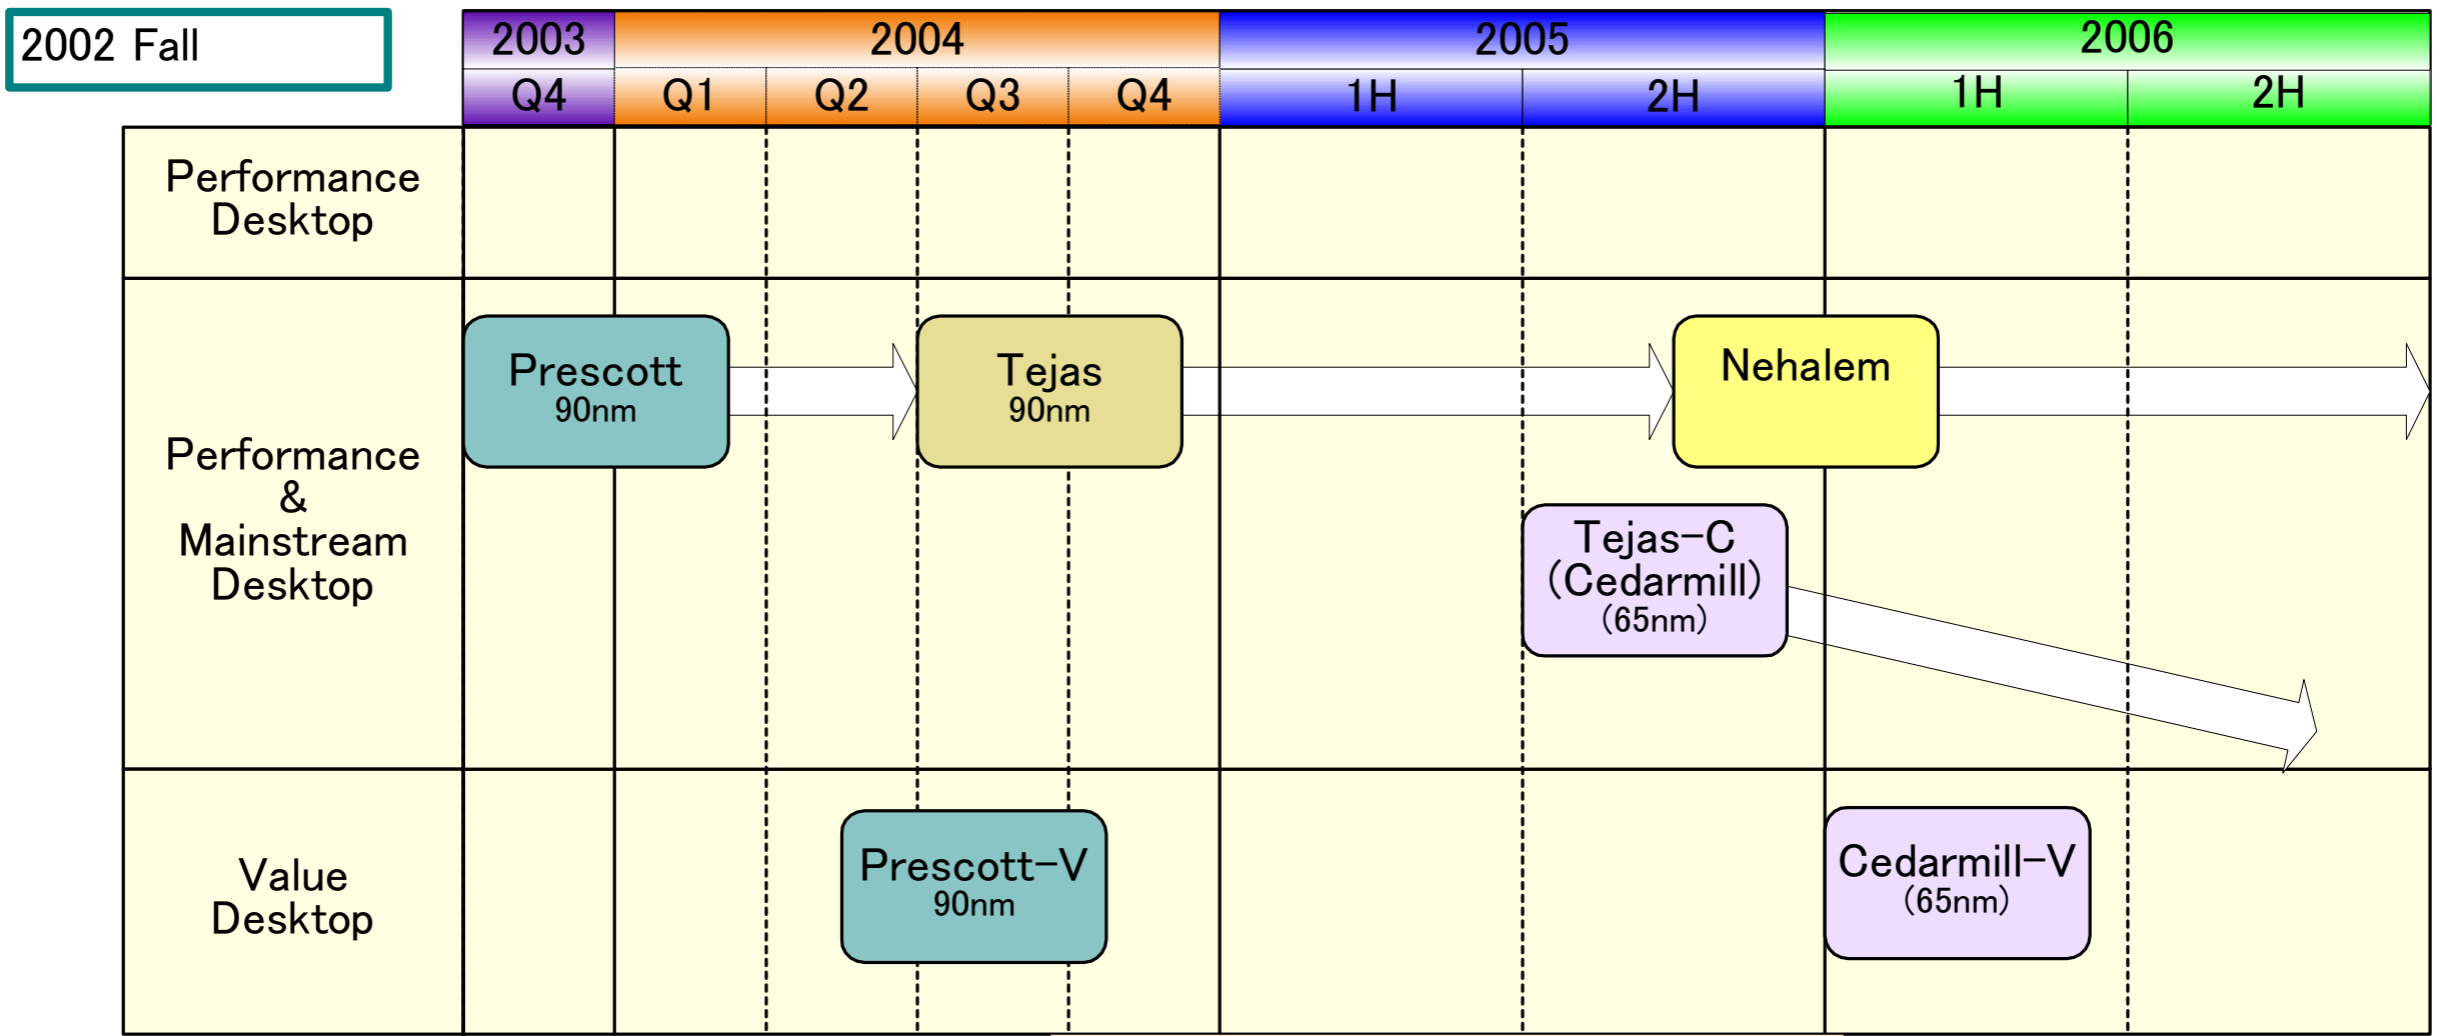 2002 Fall
2003
2004
2005
2006
Q4
Q1
Q2
Q3
Q4
1H
2H
1H
2H
Performance
Desktop
Performance
&
Mainstream
Desktop
Prescott
90nm
Tejas
90nm
Nehalem
Tejas-C
(Cedarmill)
(65nm)
Value
Desktop
Prescott-V
90nm
Cedarmill-V
(65nm)